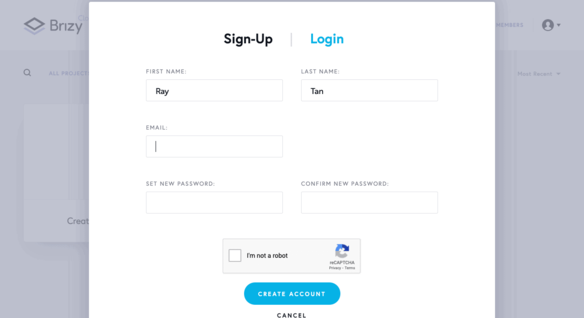 Brizy
MEMBERS
Sign-Up | Login
ALL PROJECT
Most Recent
FIRST NAME:
LAST NAME:
Ray
Tan
EMAIL:
SET NEW PASSWORD:
CONFIRM NEW PASSWORD:
Creat
I'm not a robot
reCAPTCHA
Privacy - Terms
CREATE ACCOUNT
CANCEL